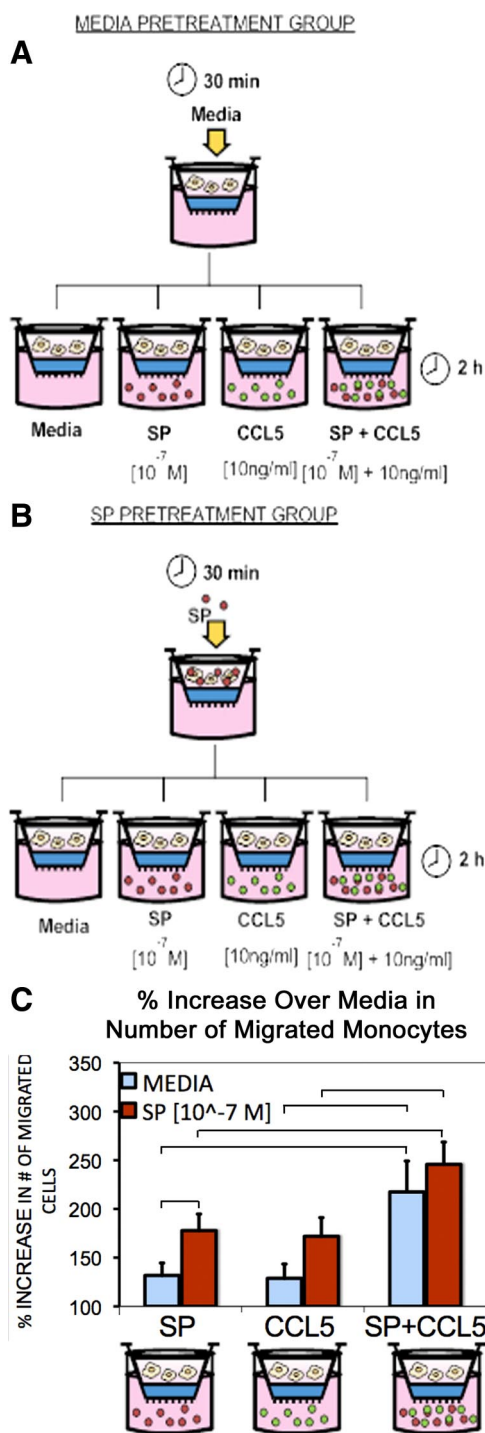 MEDIA PRETREATMENT GROUP
A
30 min
Media
2 h
Media SP CCL5 SP + CCL5
[10^-7 M] [10ng/ml] [10^-7 M] + 10ng/ml]
B SP PRETREATMENT GROUP
30 min
SP
2 h
Media SP CCL5 SP + CCL5
[10^-7 M] [10ng/ml] [10^-7 M] + 10ng/ml]
C % Increase Over Media in
Number of Migrated Monocytes
% INCREASE IN # OF MIGRATED
CELLS
350
300
250
200
150
100
MEDIA
SP [10^-7 M]
SP CCL5 SP+CCL5